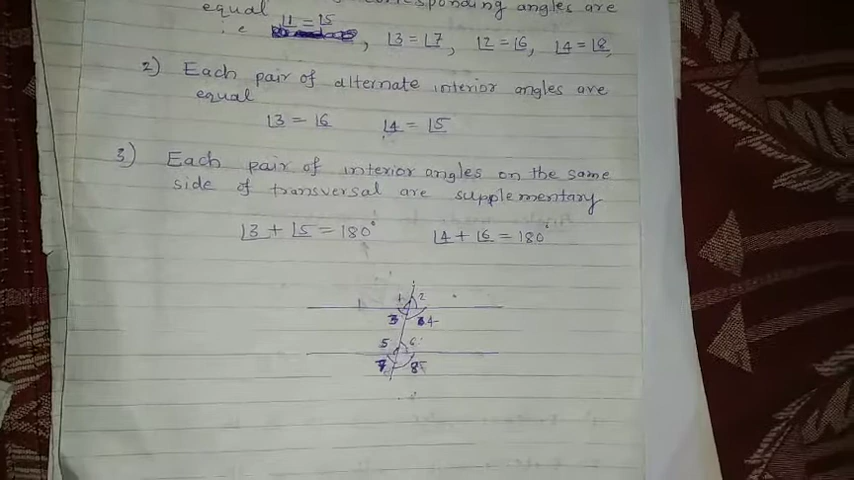 corresponding angles are
equal ∠1 = ∠5
i.e , ∠3 = ∠7, ∠2 = ∠6, ∠4 = ∠8,
2) Each pair of alternate interior angles are
equal
∠3 = ∠6 ∠4 = ∠5
3) Each pair of interior angles on the same
side of transversal are supplementary
∠3 + ∠5 = 180° ∠4 + ∠6 = 180°
1 2
3 4
5 6
7 8